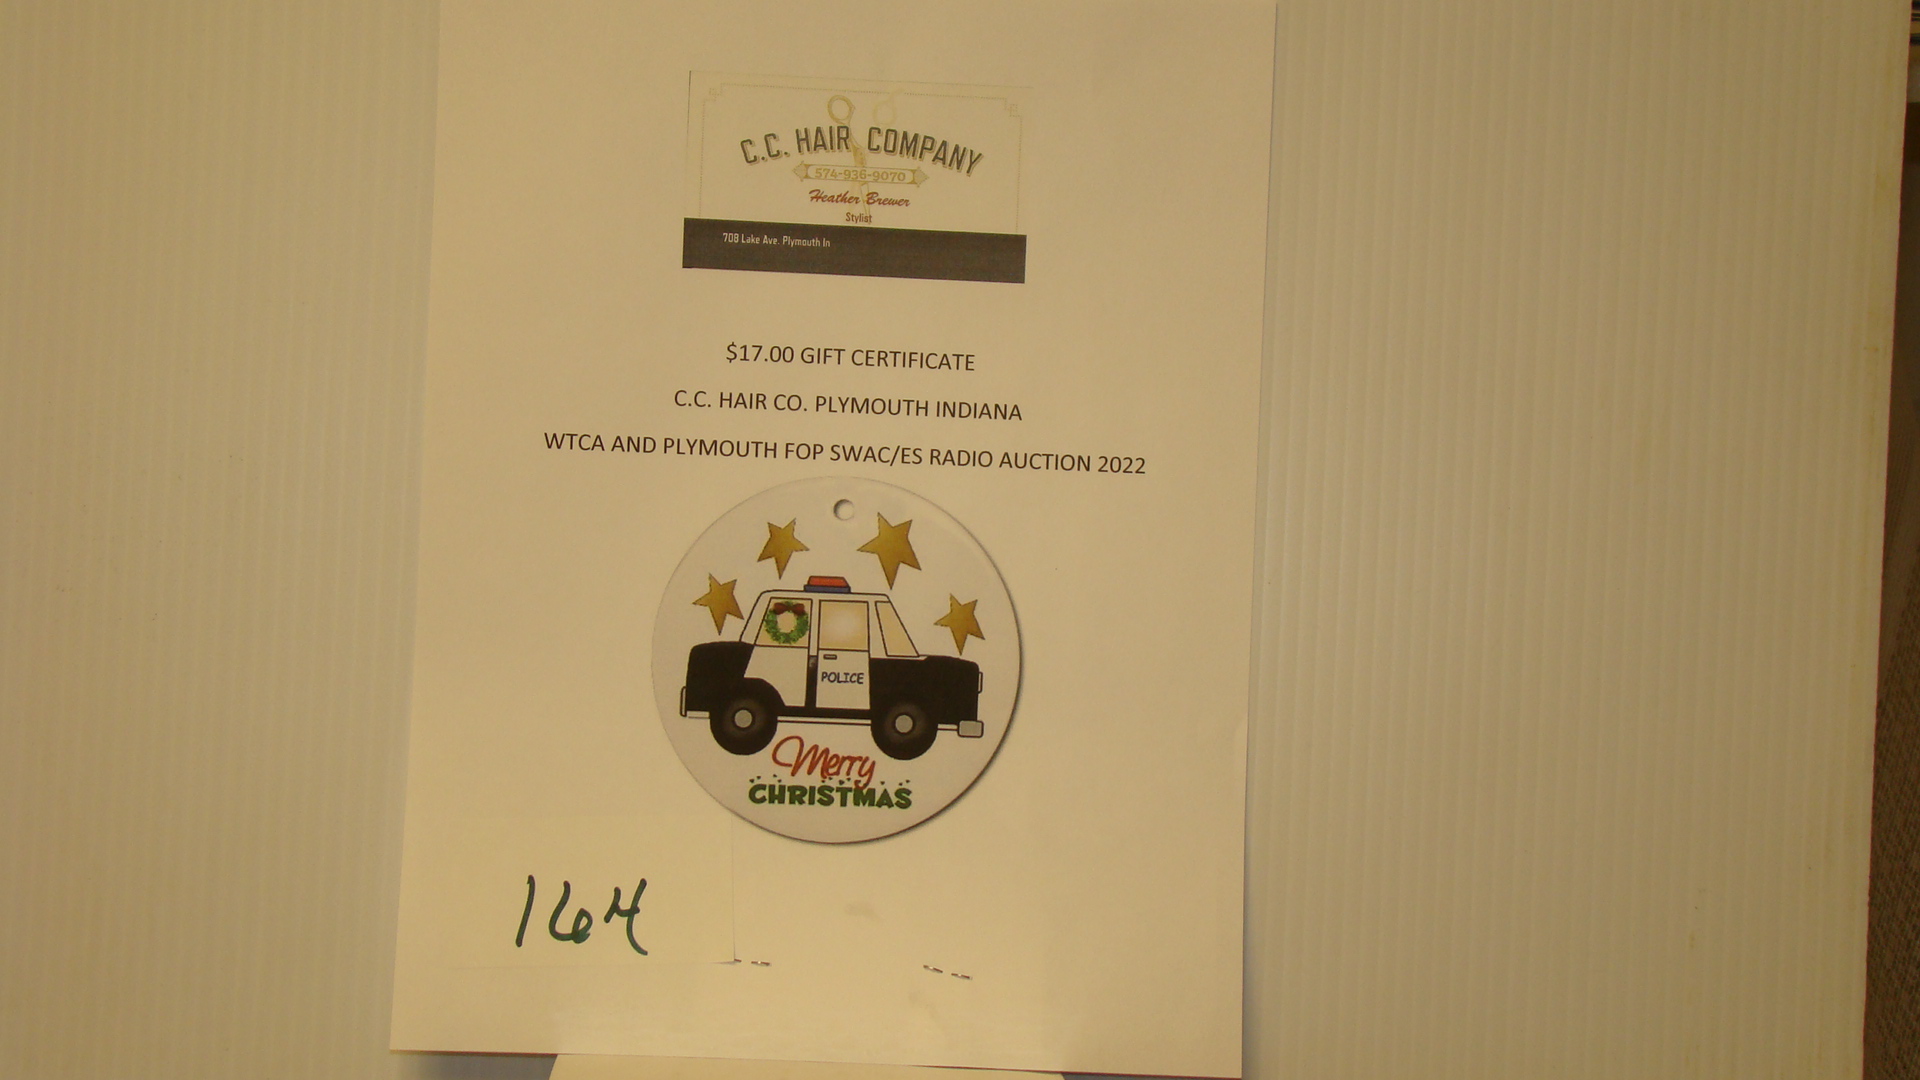 C.C. HAIR COMPANY
574-936-9070
Heather Brewer
Stylist
708 Lake Ave. Plymouth In
$17.00 GIFT CERTIFICATE
C.C. HAIR CO. PLYMOUTH INDIANA
WTCA AND PLYMOUTH FOP SWAC/ES RADIO AUCTION 2022
POLICE
Merry
CHRISTMAS
164